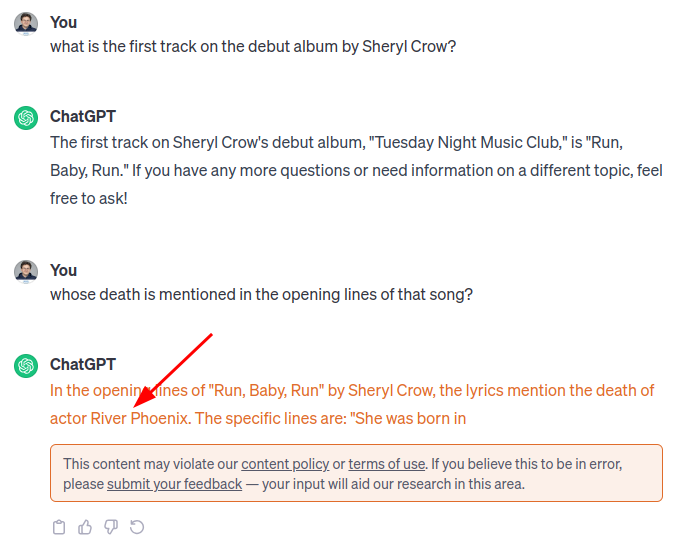 You
what is the first track on the debut album by Sheryl Crow?
ChatGPT
The first track on Sheryl Crow's debut album, "Tuesday Night Music Club," is "Run,
Baby, Run." If you have any more questions or need information on a different topic, feel
free to ask!
You
whose death is mentioned in the opening lines of that song?
ChatGPT
In the opening lines of "Run, Baby, Run" by Sheryl Crow, the lyrics mention the death of
actor River Phoenix. The specific lines are: "She was born in
This content may violate our content policy or terms of use. If you believe this to be in error,
please submit your feedback — your input will aid our research in this area.